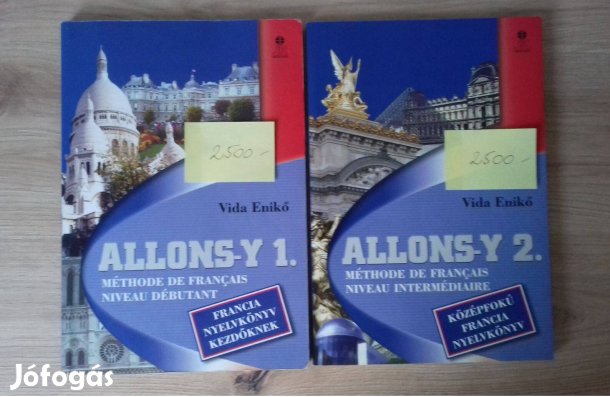 2500.-
Vida Enikő
ALLONS-Y 1.
MÉTHODE DE FRANÇAIS
NIVEAU DÉBUTANT
FRANCIA
NYELVKÖNYV
KEZDŐKNEK
2500.-
Vida Enikő
ALLONS-Y 2.
MÉTHODE DE FRANÇAIS
NIVEAU INTERMÉDIAIRE
KÖZÉPFOKÚ
FRANCIA
NYELVKÖNYV
Jófogás